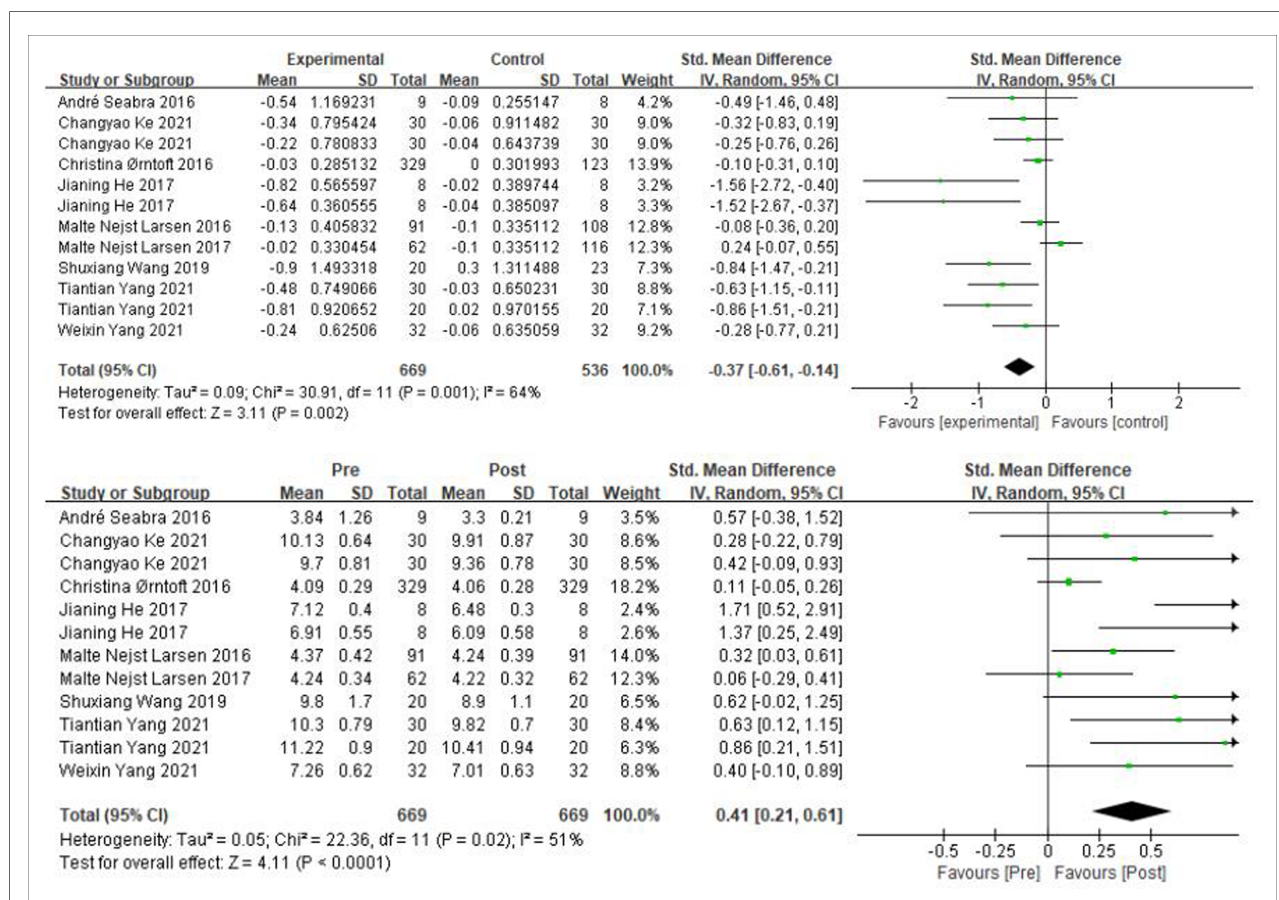 Experimental Control Std. Mean Difference Std. Mean Difference
Study or Subgroup Mean SD Total Mean SD Total Weight IV, Random, 95% CI IV, Random, 95% CI
André Seabra 2016 -0.54 1.169231 9 -0.09 0.255147 8 4.2% -0.49 [-1.46, 0.48]
Changyao Ke 2021 -0.34 0.795424 30 -0.06 0.911482 30 9.0% -0.32 [-0.83, 0.19]
Changyao Ke 2021 -0.22 0.780833 30 -0.04 0.643739 30 9.0% -0.25 [-0.76, 0.26]
Christina Ørntoft 2016 -0.03 0.285132 329 0 0.301993 123 13.9% -0.10 [-0.31, 0.10]
Jianing He 2017 -0.82 0.565597 8 -0.02 0.389744 8 3.2% -1.56 [-2.72, -0.40]
Jianing He 2017 -0.64 0.360555 8 -0.04 0.385097 8 3.3% -1.52 [-2.67, -0.37]
Malte Nejst Larsen 2016 -0.13 0.405832 91 -0.1 0.335112 108 12.8% -0.08 [-0.36, 0.20]
Malte Nejst Larsen 2017 -0.02 0.330454 62 -0.1 0.335112 116 12.3% 0.24 [-0.07, 0.55]
Shuxiang Wang 2019 -0.9 1.493318 20 0.3 1.311488 23 7.3% -0.84 [-1.47, -0.21]
Tiantian Yang 2021 -0.48 0.749066 30 -0.03 0.650231 30 8.8% -0.63 [-1.15, -0.11]
Tiantian Yang 2021 -0.81 0.920652 20 0.02 0.970155 20 7.1% -0.86 [-1.51, -0.21]
Weixin Yang 2021 -0.24 0.62506 32 -0.06 0.635059 32 9.2% -0.28 [-0.77, 0.21]
Total (95% CI) 669 536 100.0% -0.37 [-0.61, -0.14]
Heterogeneity: Tau² = 0.09; Chi² = 30.91, df = 11 (P = 0.001); I² = 64%
Test for overall effect: Z = 3.11 (P = 0.002)
-2 -1 0 1 2
Favours [experimental] Favours [control]
Pre Post Std. Mean Difference Std. Mean Difference
Study or Subgroup Mean SD Total Mean SD Total Weight IV, Random, 95% CI IV, Random, 95% CI
André Seabra 2016 3.84 1.26 9 3.3 0.21 9 3.5% 0.57 [-0.38, 1.52]
Changyao Ke 2021 10.13 0.64 30 9.91 0.87 30 8.6% 0.28 [-0.22, 0.79]
Changyao Ke 2021 9.7 0.81 30 9.36 0.78 30 8.5% 0.42 [-0.09, 0.93]
Christina Ørntoft 2016 4.09 0.29 329 4.06 0.28 329 18.2% 0.11 [-0.05, 0.26]
Jianing He 2017 7.12 0.4 8 6.48 0.3 8 2.4% 1.71 [0.52, 2.91]
Jianing He 2017 6.91 0.55 8 6.09 0.58 8 2.6% 1.37 [0.25, 2.49]
Malte Nejst Larsen 2016 4.37 0.42 91 4.24 0.39 91 14.0% 0.32 [0.03, 0.61]
Malte Nejst Larsen 2017 4.24 0.34 62 4.22 0.32 62 12.2% 0.06 [-0.29, 0.41]
Shuxiang Wang 2019 9.8 1.7 20 8.9 1.1 20 6.5% 0.62 [-0.02, 1.25]
Tiantian Yang 2021 10.3 0.79 30 9.82 0.7 30 8.4% 0.63 [0.12, 1.15]
Tiantian Yang 2021 11.22 0.9 20 10.41 0.94 20 6.3% 0.86 [0.21, 1.51]
Weixin Yang 2021 7.26 0.62 32 7.01 0.63 32 8.8% 0.40 [-0.10, 0.89]
Total (95% CI) 669 669 100.0% 0.41 [0.21, 0.61]
Heterogeneity: Tau² = 0.05; Chi² = 22.36, df = 11 (P = 0.02); I² = 51%
Test for overall effect: Z = 4.11 (P < 0.0001)
-0.5 -0.25 0 0.25 0.5
Favours [Pre] Favours [Post]